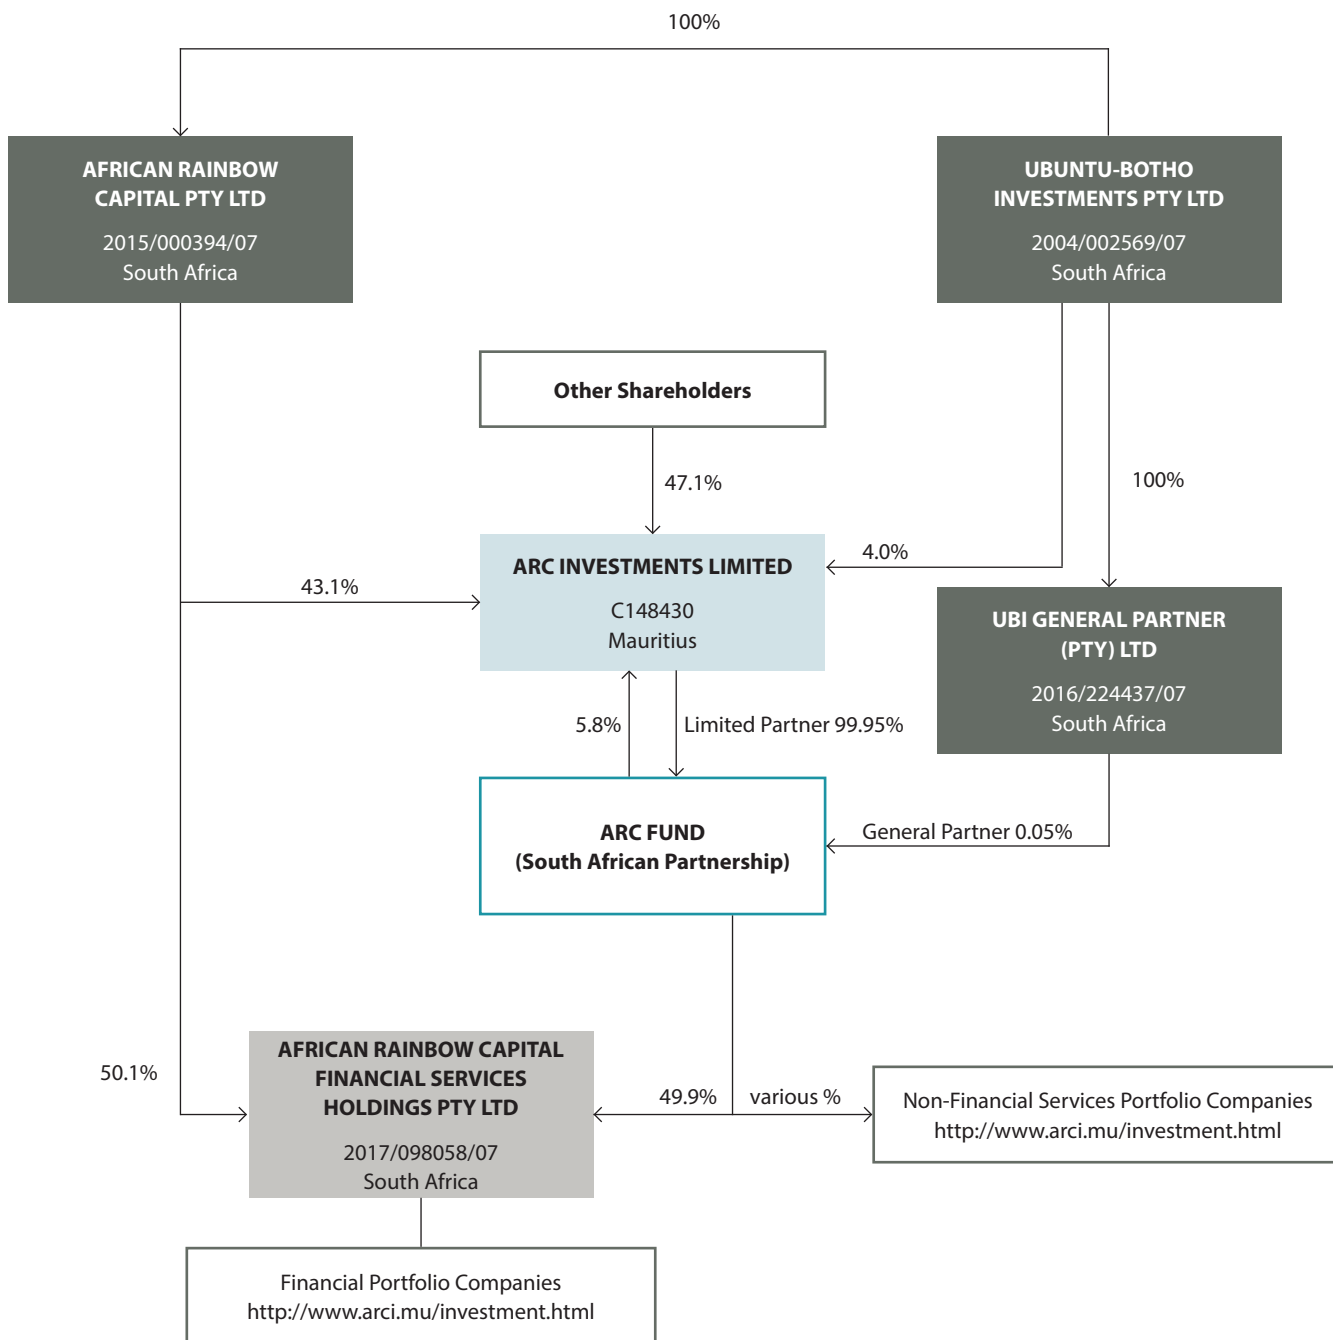 100%
AFRICAN RAINBOW
CAPITAL PTY LTD
2015/000394/07
South Africa
UBUNTU-BOTHO
INVESTMENTS PTY LTD
2004/002569/07
South Africa
Other Shareholders
47.1%
100%
4.0%
43.1%
ARC INVESTMENTS LIMITED
C148430
Mauritius
UBI GENERAL PARTNER
(PTY) LTD
2016/224437/07
South Africa
5.8%
Limited Partner 99.95%
ARC FUND
(South African Partnership)
General Partner 0.05%
50.1%
AFRICAN RAINBOW CAPITAL
FINANCIAL SERVICES
HOLDINGS PTY LTD
2017/098058/07
South Africa
49.9%
various %
Non-Financial Services Portfolio Companies
http://www.arci.mu/investment.html
Financial Portfolio Companies
http://www.arci.mu/investment.html